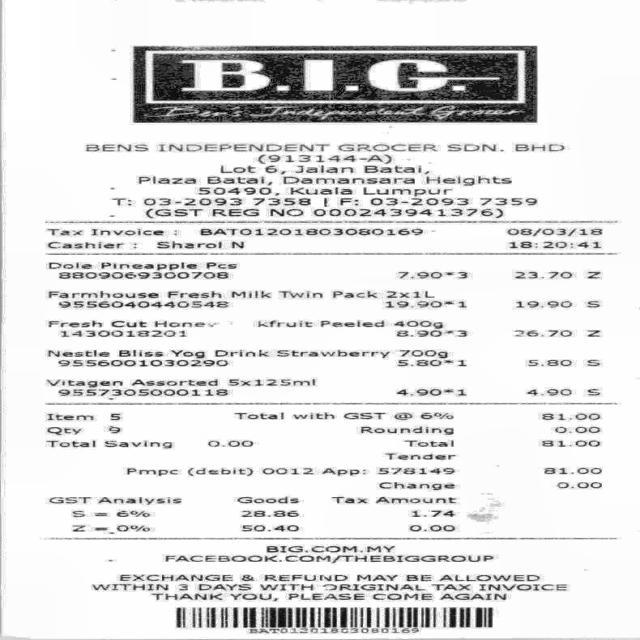 B.I.G.
Ben's Independent Grocer
BENS INDEPENDENT GROCER SDN. BHD
(913144-A)
Lot 6, Jalan Batai,
Plaza Batai, Damansara Heights
50490, Kuala Lumpur
T: 03-2093 7358 | F: 03-2093 7359
(GST REG NO 000243941376)
Tax Invoice : BAT01201803080169 08/03/18
Cashier : Sharol N 18:20:41
Dole Pineapple Pcs
8809069300708 7.90*3 23.70 Z
Farmhouse Fresh Milk Twin Pack 2x1L
9556040440548 19.90*1 19.90 S
Fresh Cut Honey kfruit Peeled 400g
1430018201 8.90*3 26.70 Z
Nestle Bliss Yog Drink Strawberry 700g
9556001030290 5.80*1 5.80 S
Vitagen Assorted 5x125ml
9557305000118 4.90*1 4.90 S
Item 5 Total with GST @ 6% 81.00
Qty 9 Rounding 0.00
Total Saving 0.00 Total 81.00
Tender
Pmpc (debit) 0012 App: 578149 81.00
Change 0.00
GST Analysis Goods Tax Amount
S = 6% 28.86 1.74
Z = 0% 50.40 0.00
BIG.COM.MY
FACEBOOK.COM/THEBIGGROUP
EXCHANGE & REFUND MAY BE ALLOWED
WITHIN 3 DAYS WITH ORIGINAL TAX INVOICE
THANK YOU, PLEASE COME AGAIN
BAT01201803080169